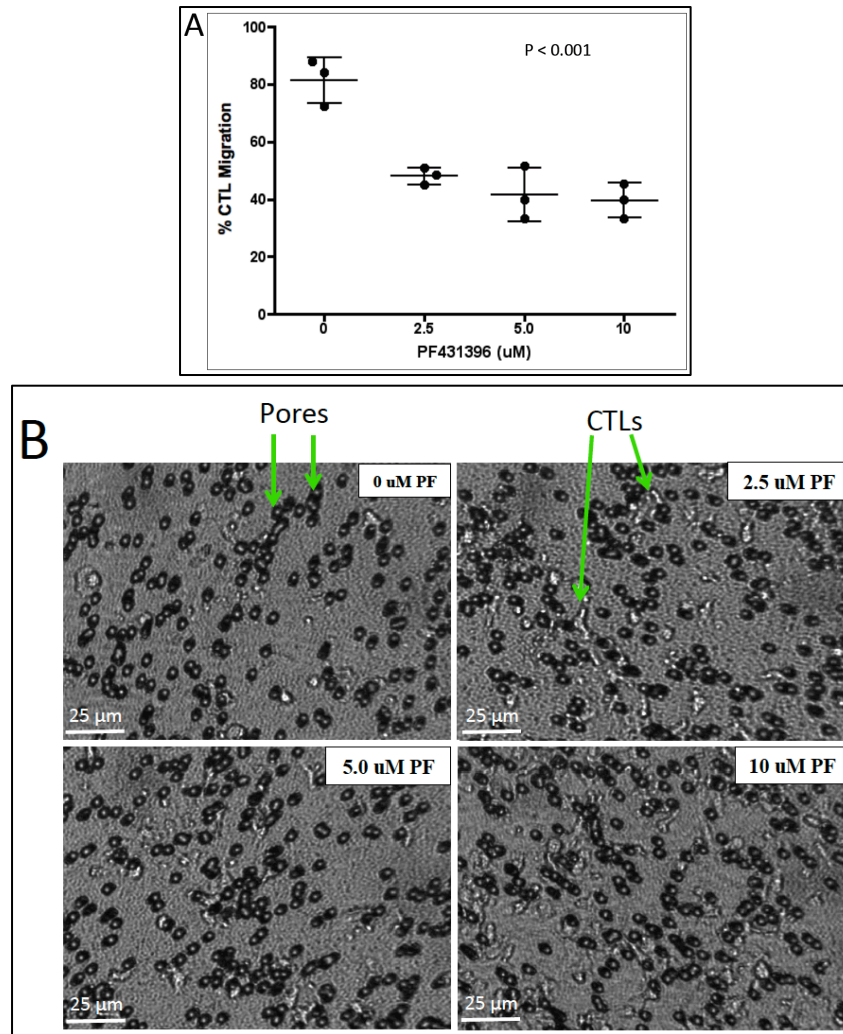 A
P < 0.001
% CTL Migration
100
80
60
40
20
0
0 2.5 5.0 10
PF431396 (uM)
B
Pores CTLs
0 uM PF
2.5 uM PF
25 μm 25 μm
5.0 uM PF
10 uM PF
25 μm 25 μm